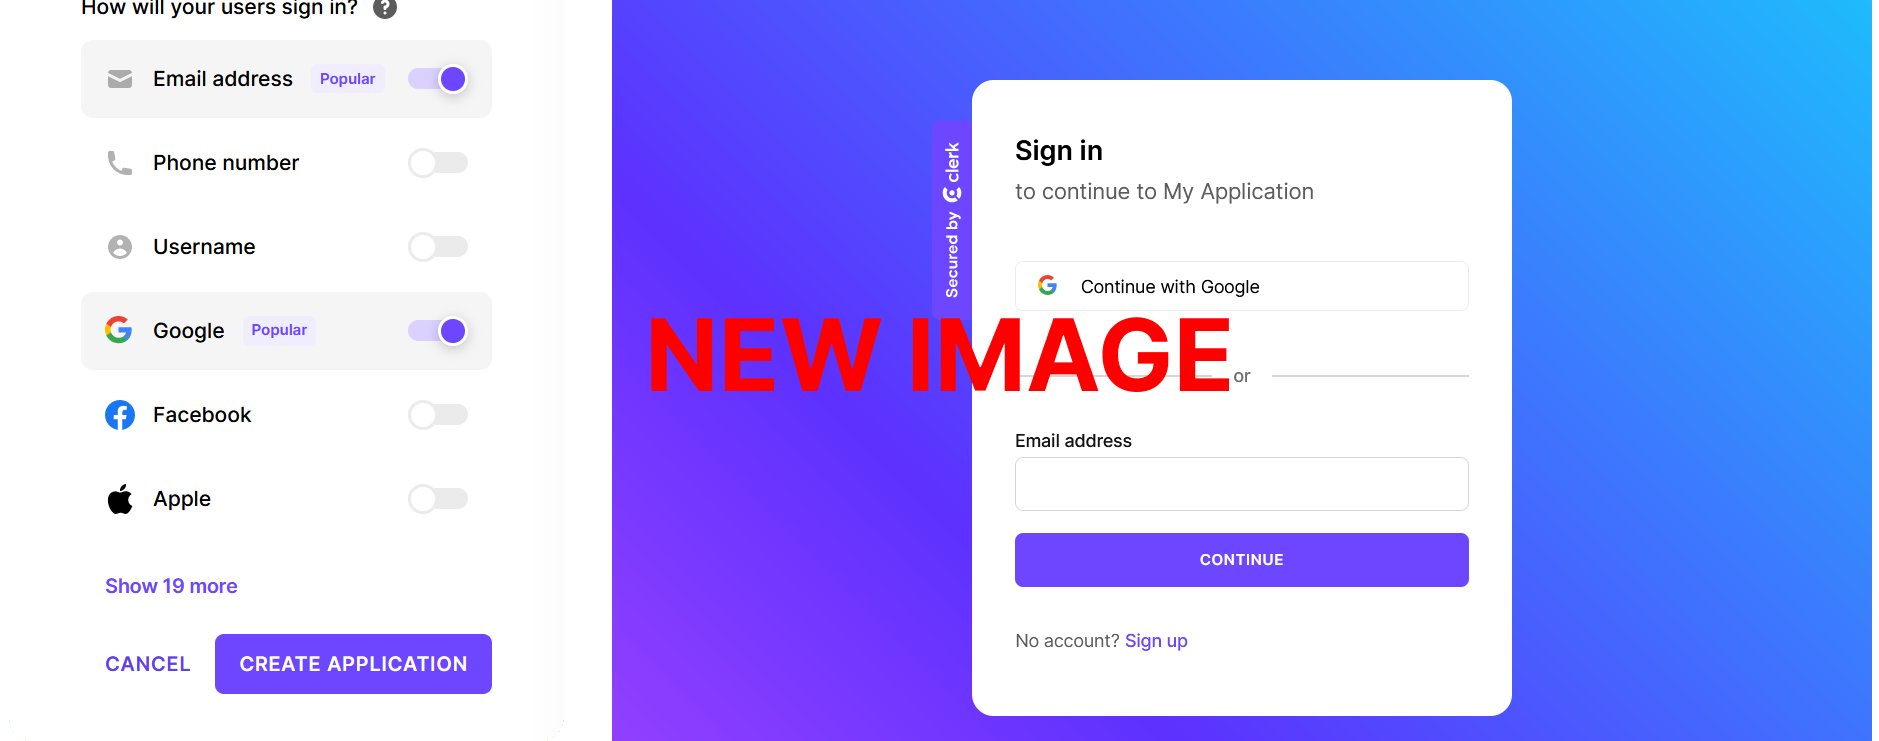 How will your users sign in? ?
Email address Popular
Phone number
Username
Google Popular
Facebook
Apple
Show 19 more
CANCEL CREATE APPLICATION
Secured by clerk
Sign in
to continue to My Application
Continue with Google
NEW IMAGE
or
Email address
CONTINUE
No account? Sign up